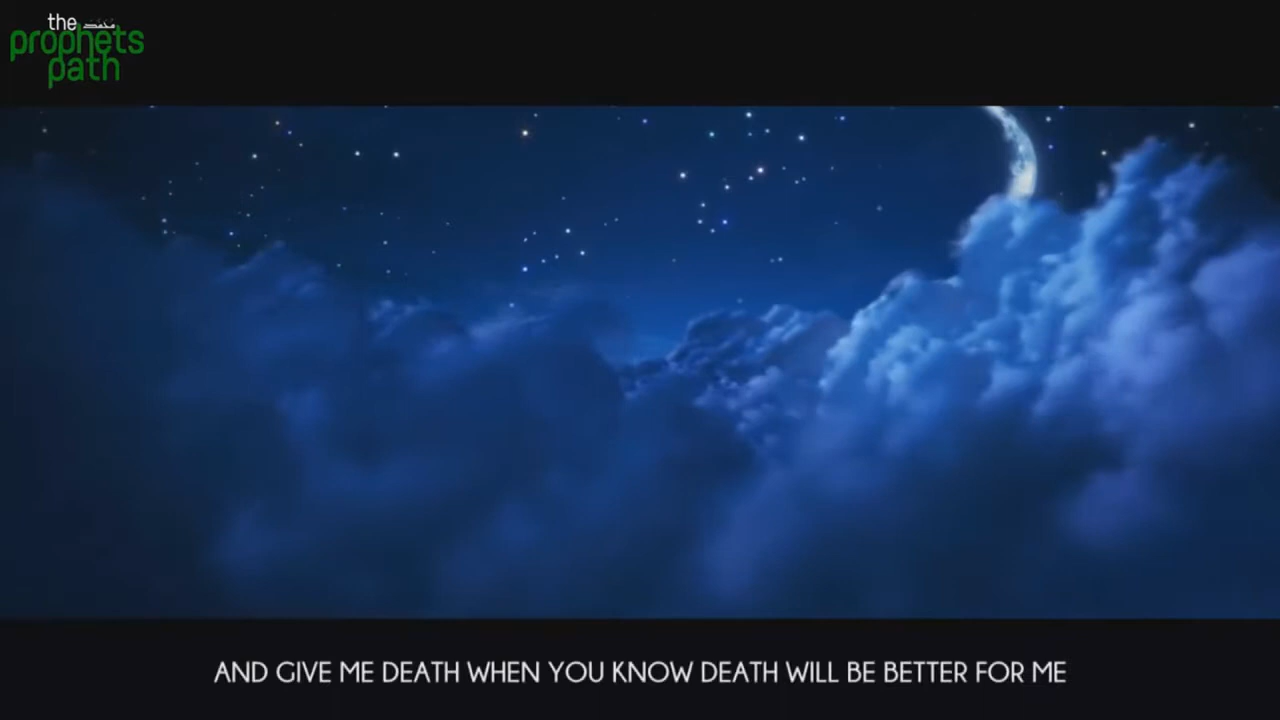 the
prophets
path
AND GIVE ME DEATH WHEN YOU KNOW DEATH WILL BE BETTER FOR ME